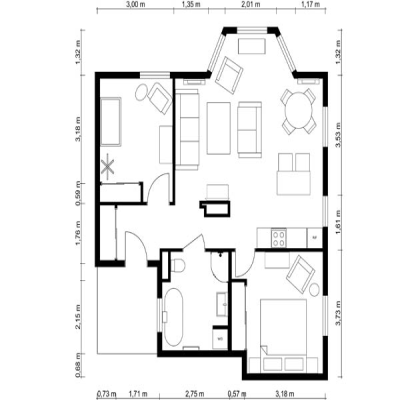 3,00 m 1,35 m 2,01 m 1,17 m
1,32 m
1,32 m
3,18 m
3,53 m
0,59 m
1,61 m
1,76 m
2,15 m
3,73 m
0,68 m
0,73 m 1,71 m 2,75 m 0,57 m 3,18 m